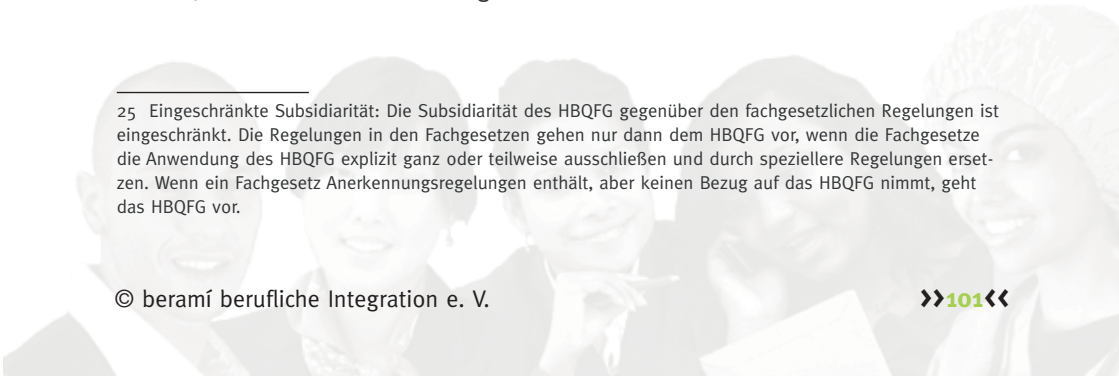 25 Eingeschränkte Subsidiarität: Die Subsidiarität des HBQFG gegenüber den fachgesetzlichen Regelungen ist
eingeschränkt. Die Regelungen in den Fachgesetzen gehen nur dann dem HBQFG vor, wenn die Fachgesetze
die Anwendung des HBQFG explizit ganz oder teilweise ausschließen und durch speziellere Regelungen erset-
zen. Wenn ein Fachgesetz Anerkennungsregelungen enthält, aber keinen Bezug auf das HBQFG nimmt, geht
das HBQFG vor.
© beramí berufliche Integration e. V.
››101‹‹